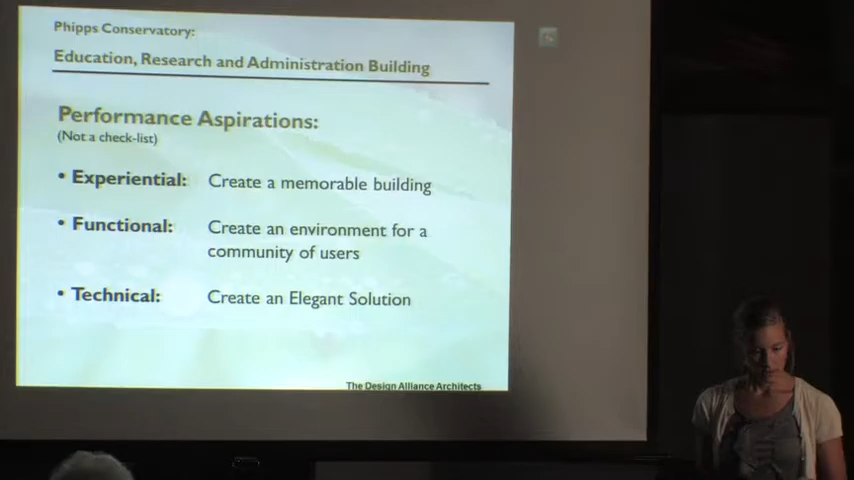 Phipps Conservatory:
Education, Research and Administration Building
Performance Aspirations:
(Not a check-list)
• Experiential: Create a memorable building
• Functional: Create an environment for a
community of users
• Technical: Create an Elegant Solution
The Design Alliance Architects